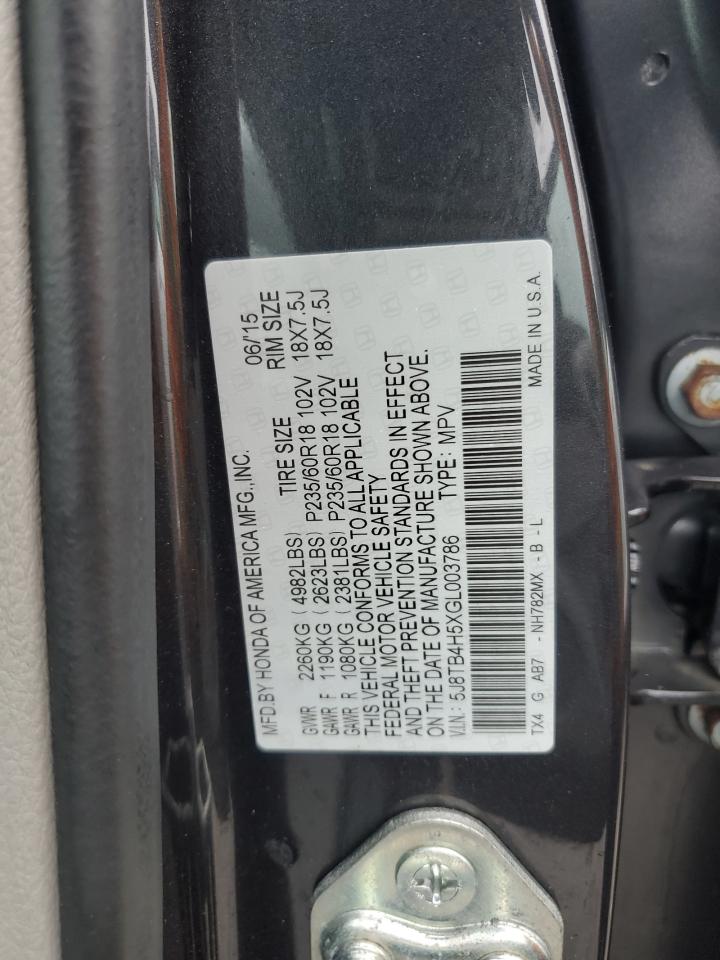 MFD.BY HONDA OF AMERICA MFG.,INC. 06/'15
TIRE SIZE RIM SIZE
GVWR 2260KG ( 4982LBS)
GAWR F 1190KG ( 2623LBS) P235/60R18 102V 18X7.5J
GAWR R 1080KG ( 2381LBS) P235/60R18 102V 18X7.5J
THIS VEHICLE CONFORMS TO ALL APPLICABLE
FEDERAL MOTOR VEHICLE SAFETY
AND THEFT PREVENTION STANDARDS IN EFFECT
ON THE DATE OF MANUFACTURE SHOWN ABOVE.
V.I.N.: 5J8TB4H5XGL003786 TYPE: MPV
TX4 G AB7 - NH782MX - B - L MADE IN U.S.A.